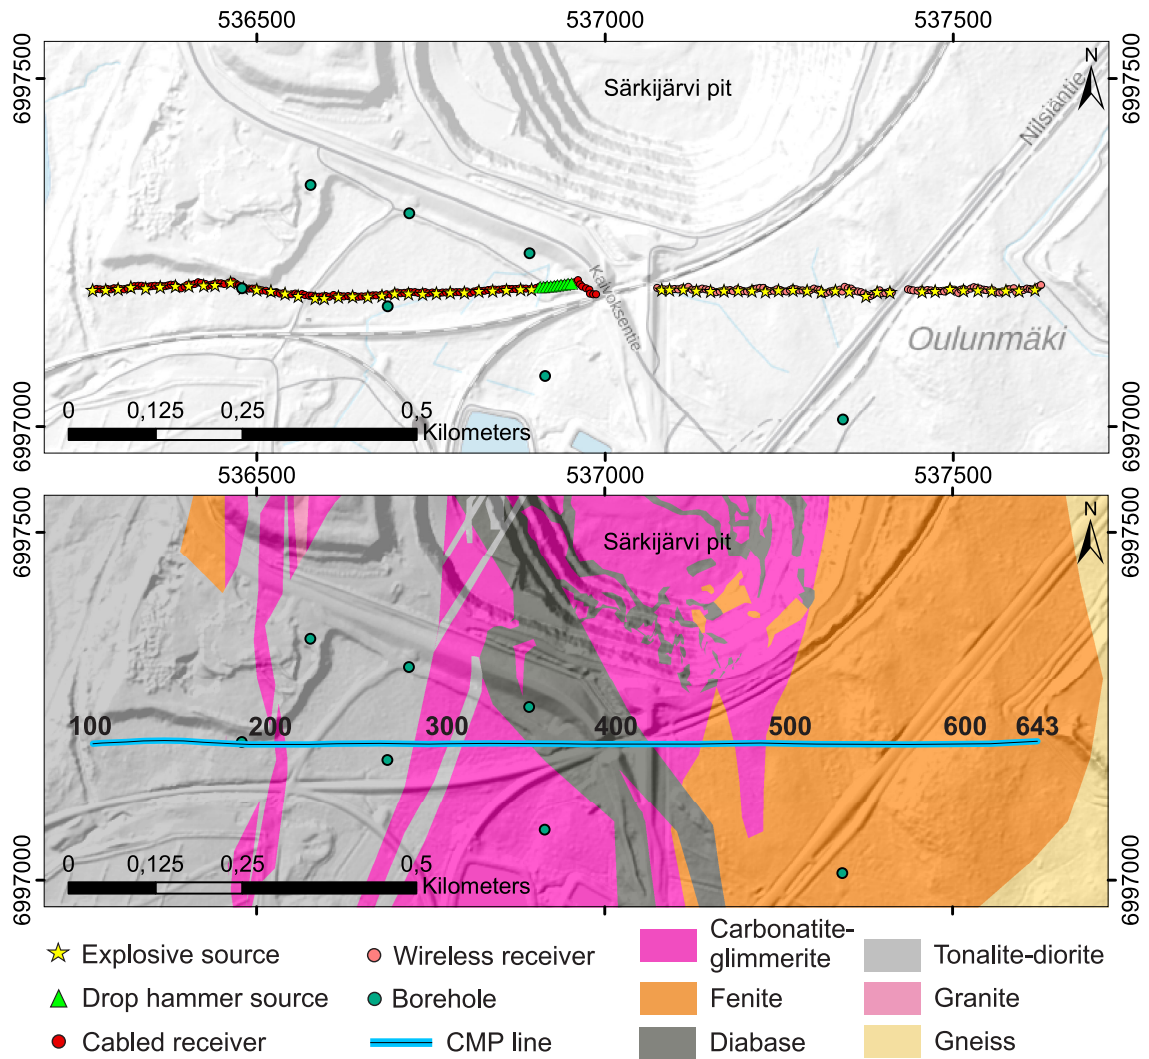 536500 537000 537500
N
6997500 Särkijärvi pit 6997500
Nilsiäntie
Kaivoksentie
Oulunmäki
0 0,125 0,25 0,5
Kilometers
6997000 6997000
536500 537000 537500
N
6997500 Särkijärvi pit 6997500
100 200 300 400 500 600 643
0 0,125 0,25 0,5
Kilometers
6997000 6997000
Explosive source
Drop hammer source
Cabled receiver
Wireless receiver
Borehole
CMP line
Carbonatite-
glimmerite
Fenite
Diabase
Tonalite-diorite
Granite
Gneiss